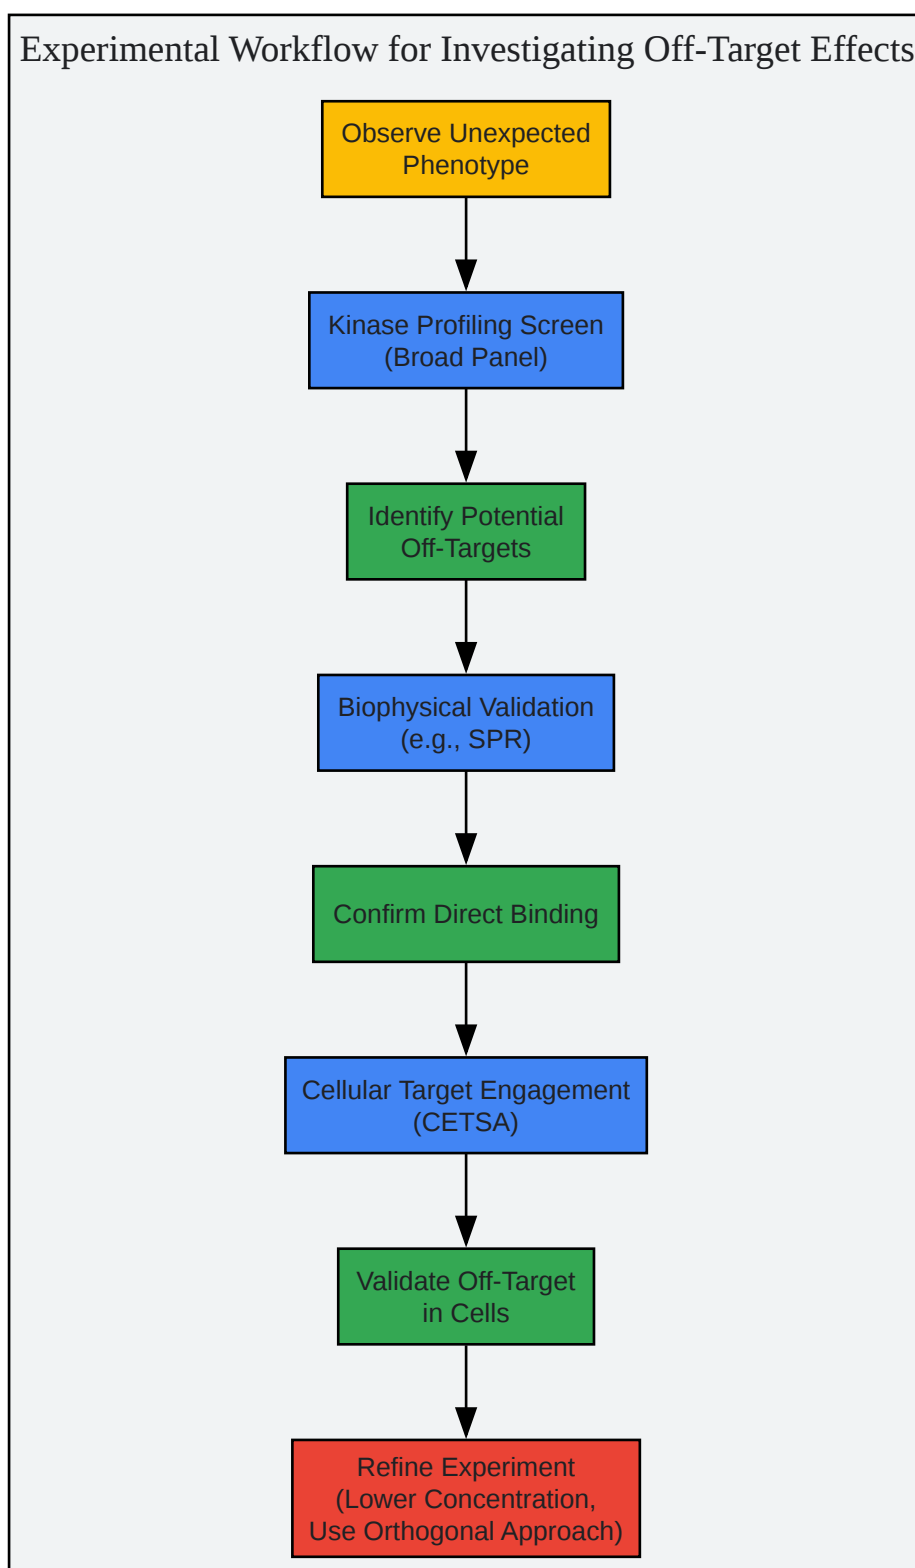 Experimental Workflow for Investigating Off-Target Effects
Observe Unexpected
Phenotype
Kinase Profiling Screen
(Broad Panel)
Identify Potential
Off-Targets
Biophysical Validation
(e.g., SPR)
Confirm Direct Binding
Cellular Target Engagement
(CETSA)
Validate Off-Target
in Cells
Refine Experiment
(Lower Concentration,
Use Orthogonal Approach)